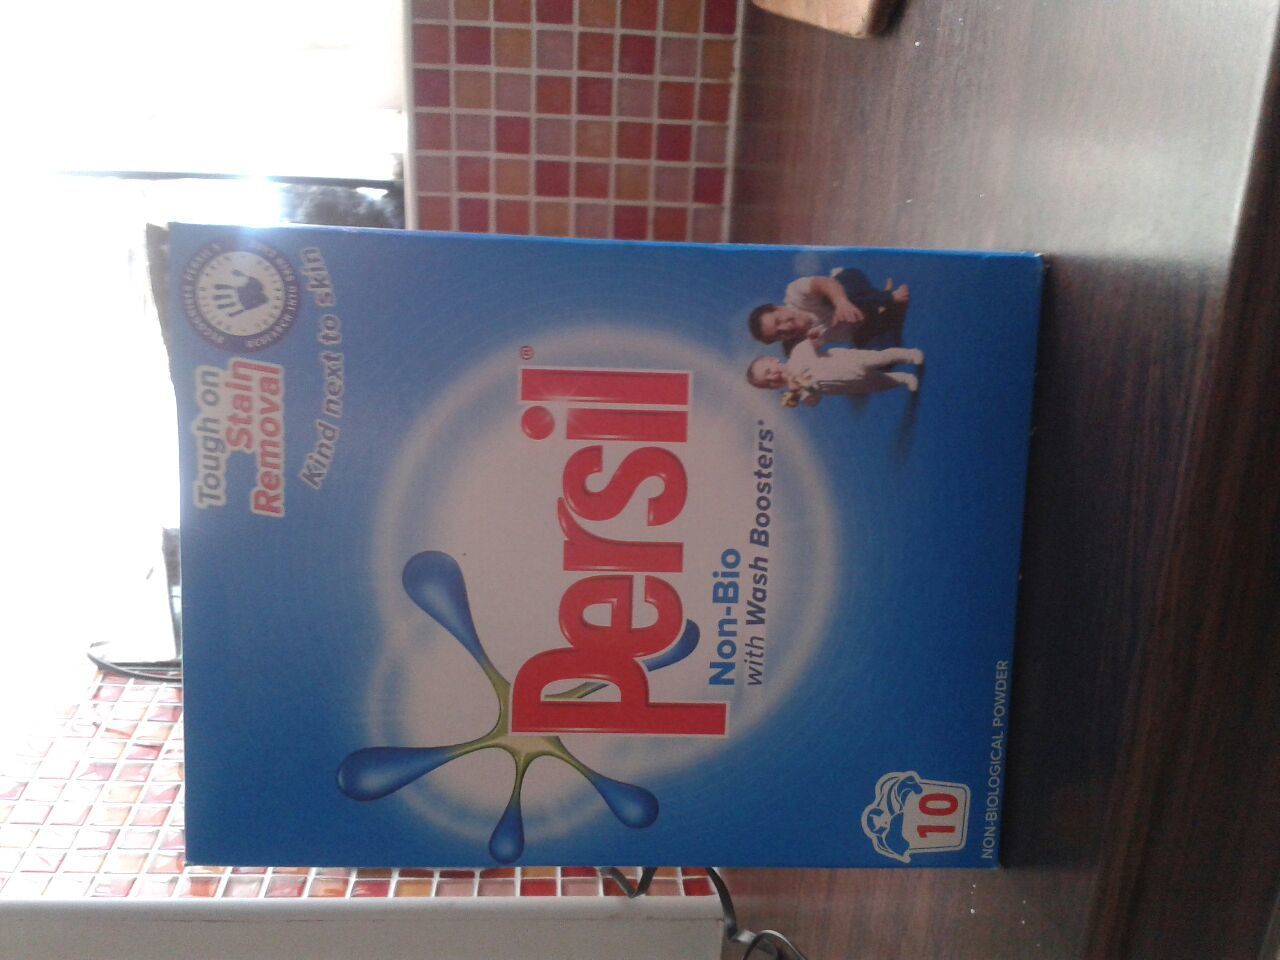 Tough on
Stain
Removal
Kind next to skin
Persil®
Non-Bio
with Wash Boosters*
10
NON-BIOLOGICAL POWDER